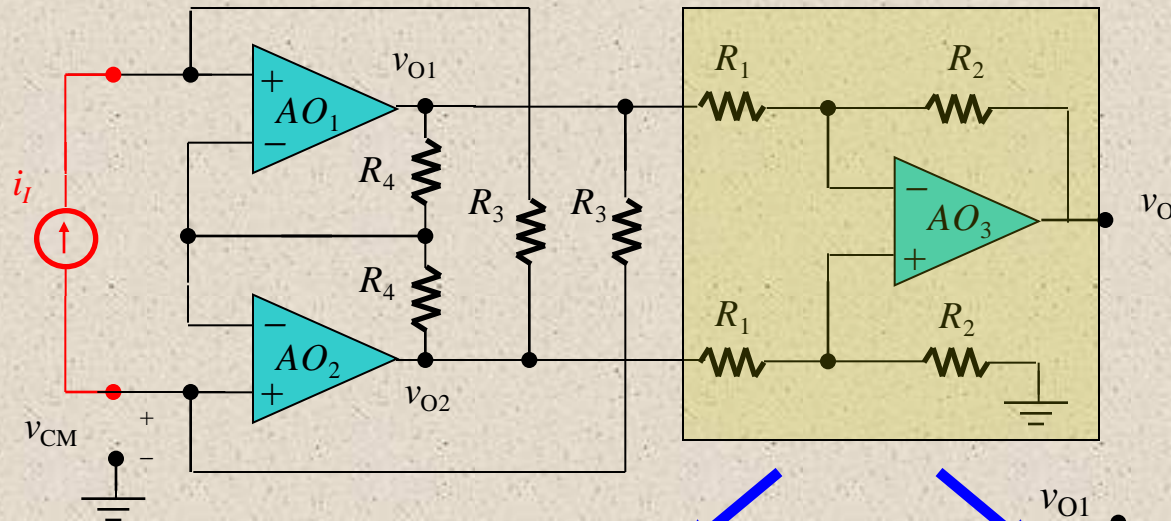 R1 R2
vO1
+ AO1 −
R4
iI
R3 R3
− AO3 +
vO
R4
R1 R2
− AO2 +
vO2
vCM + −
vO1